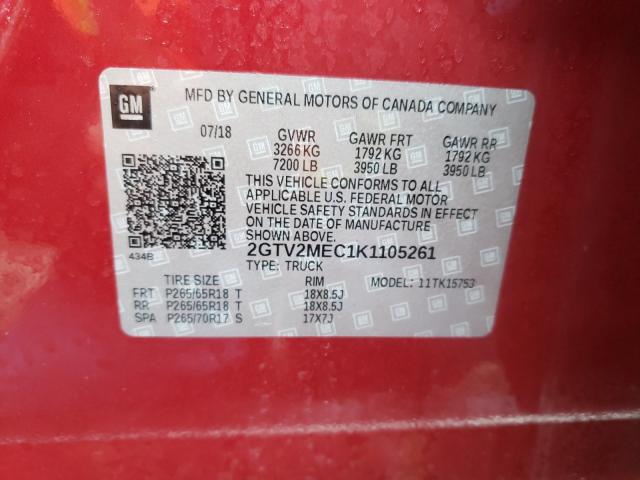 GM
MFD BY GENERAL MOTORS OF CANADA COMPANY
07/18 GVWR GAWR FRT GAWR RR
3266 KG 1792 KG 1792 KG
7200 LB 3950 LB 3950 LB
THIS VEHICLE CONFORMS TO ALL
APPLICABLE U.S. FEDERAL MOTOR
VEHICLE SAFETY STANDARDS IN EFFECT
ON THE DATE OF MANUFACTURE
SHOWN ABOVE.
434B 2GTV2MEC1K1105261
TYPE: TRUCK
TIRE SIZE RIM MODEL: 11TK15753
FRT P265/65R18 T 18X8.5J
RR P265/65R18 T 18X8.5J
SPA P265/70R17 S 17X7J